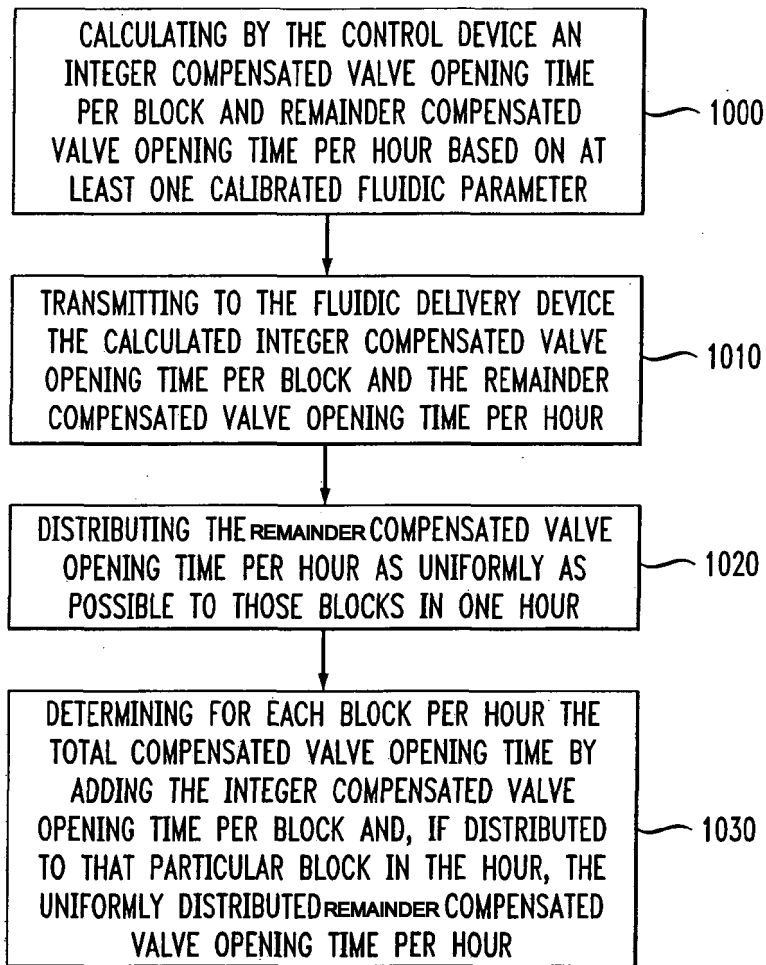 CALCULATING BY THE CONTROL DEVICE AN
INTEGER COMPENSATED VALVE OPENING TIME
PER BLOCK AND REMAINDER COMPENSATED
VALVE OPENING TIME PER HOUR BASED ON AT
LEAST ONE CALIBRATED FLUIDIC PARAMETER
1000
TRANSMITTING TO THE FLUIDIC DELIVERY DEVICE
THE CALCULATED INTEGER COMPENSATED VALVE
OPENING TIME PER BLOCK AND THE REMAINDER
COMPENSATED VALVE OPENING TIME PER HOUR
1010
DISTRIBUTING THE REMAINDER COMPENSATED VALVE
OPENING TIME PER HOUR AS UNIFORMLY AS
POSSIBLE TO THOSE BLOCKS IN ONE HOUR
1020
DETERMINING FOR EACH BLOCK PER HOUR THE
TOTAL COMPENSATED VALVE OPENING TIME BY
ADDING THE INTEGER COMPENSATED VALVE
OPENING TIME PER BLOCK AND, IF DISTRIBUTED
TO THAT PARTICULAR BLOCK IN THE HOUR, THE
UNIFORMLY DISTRIBUTED REMAINDER COMPENSATED
VALVE OPENING TIME PER HOUR
1030